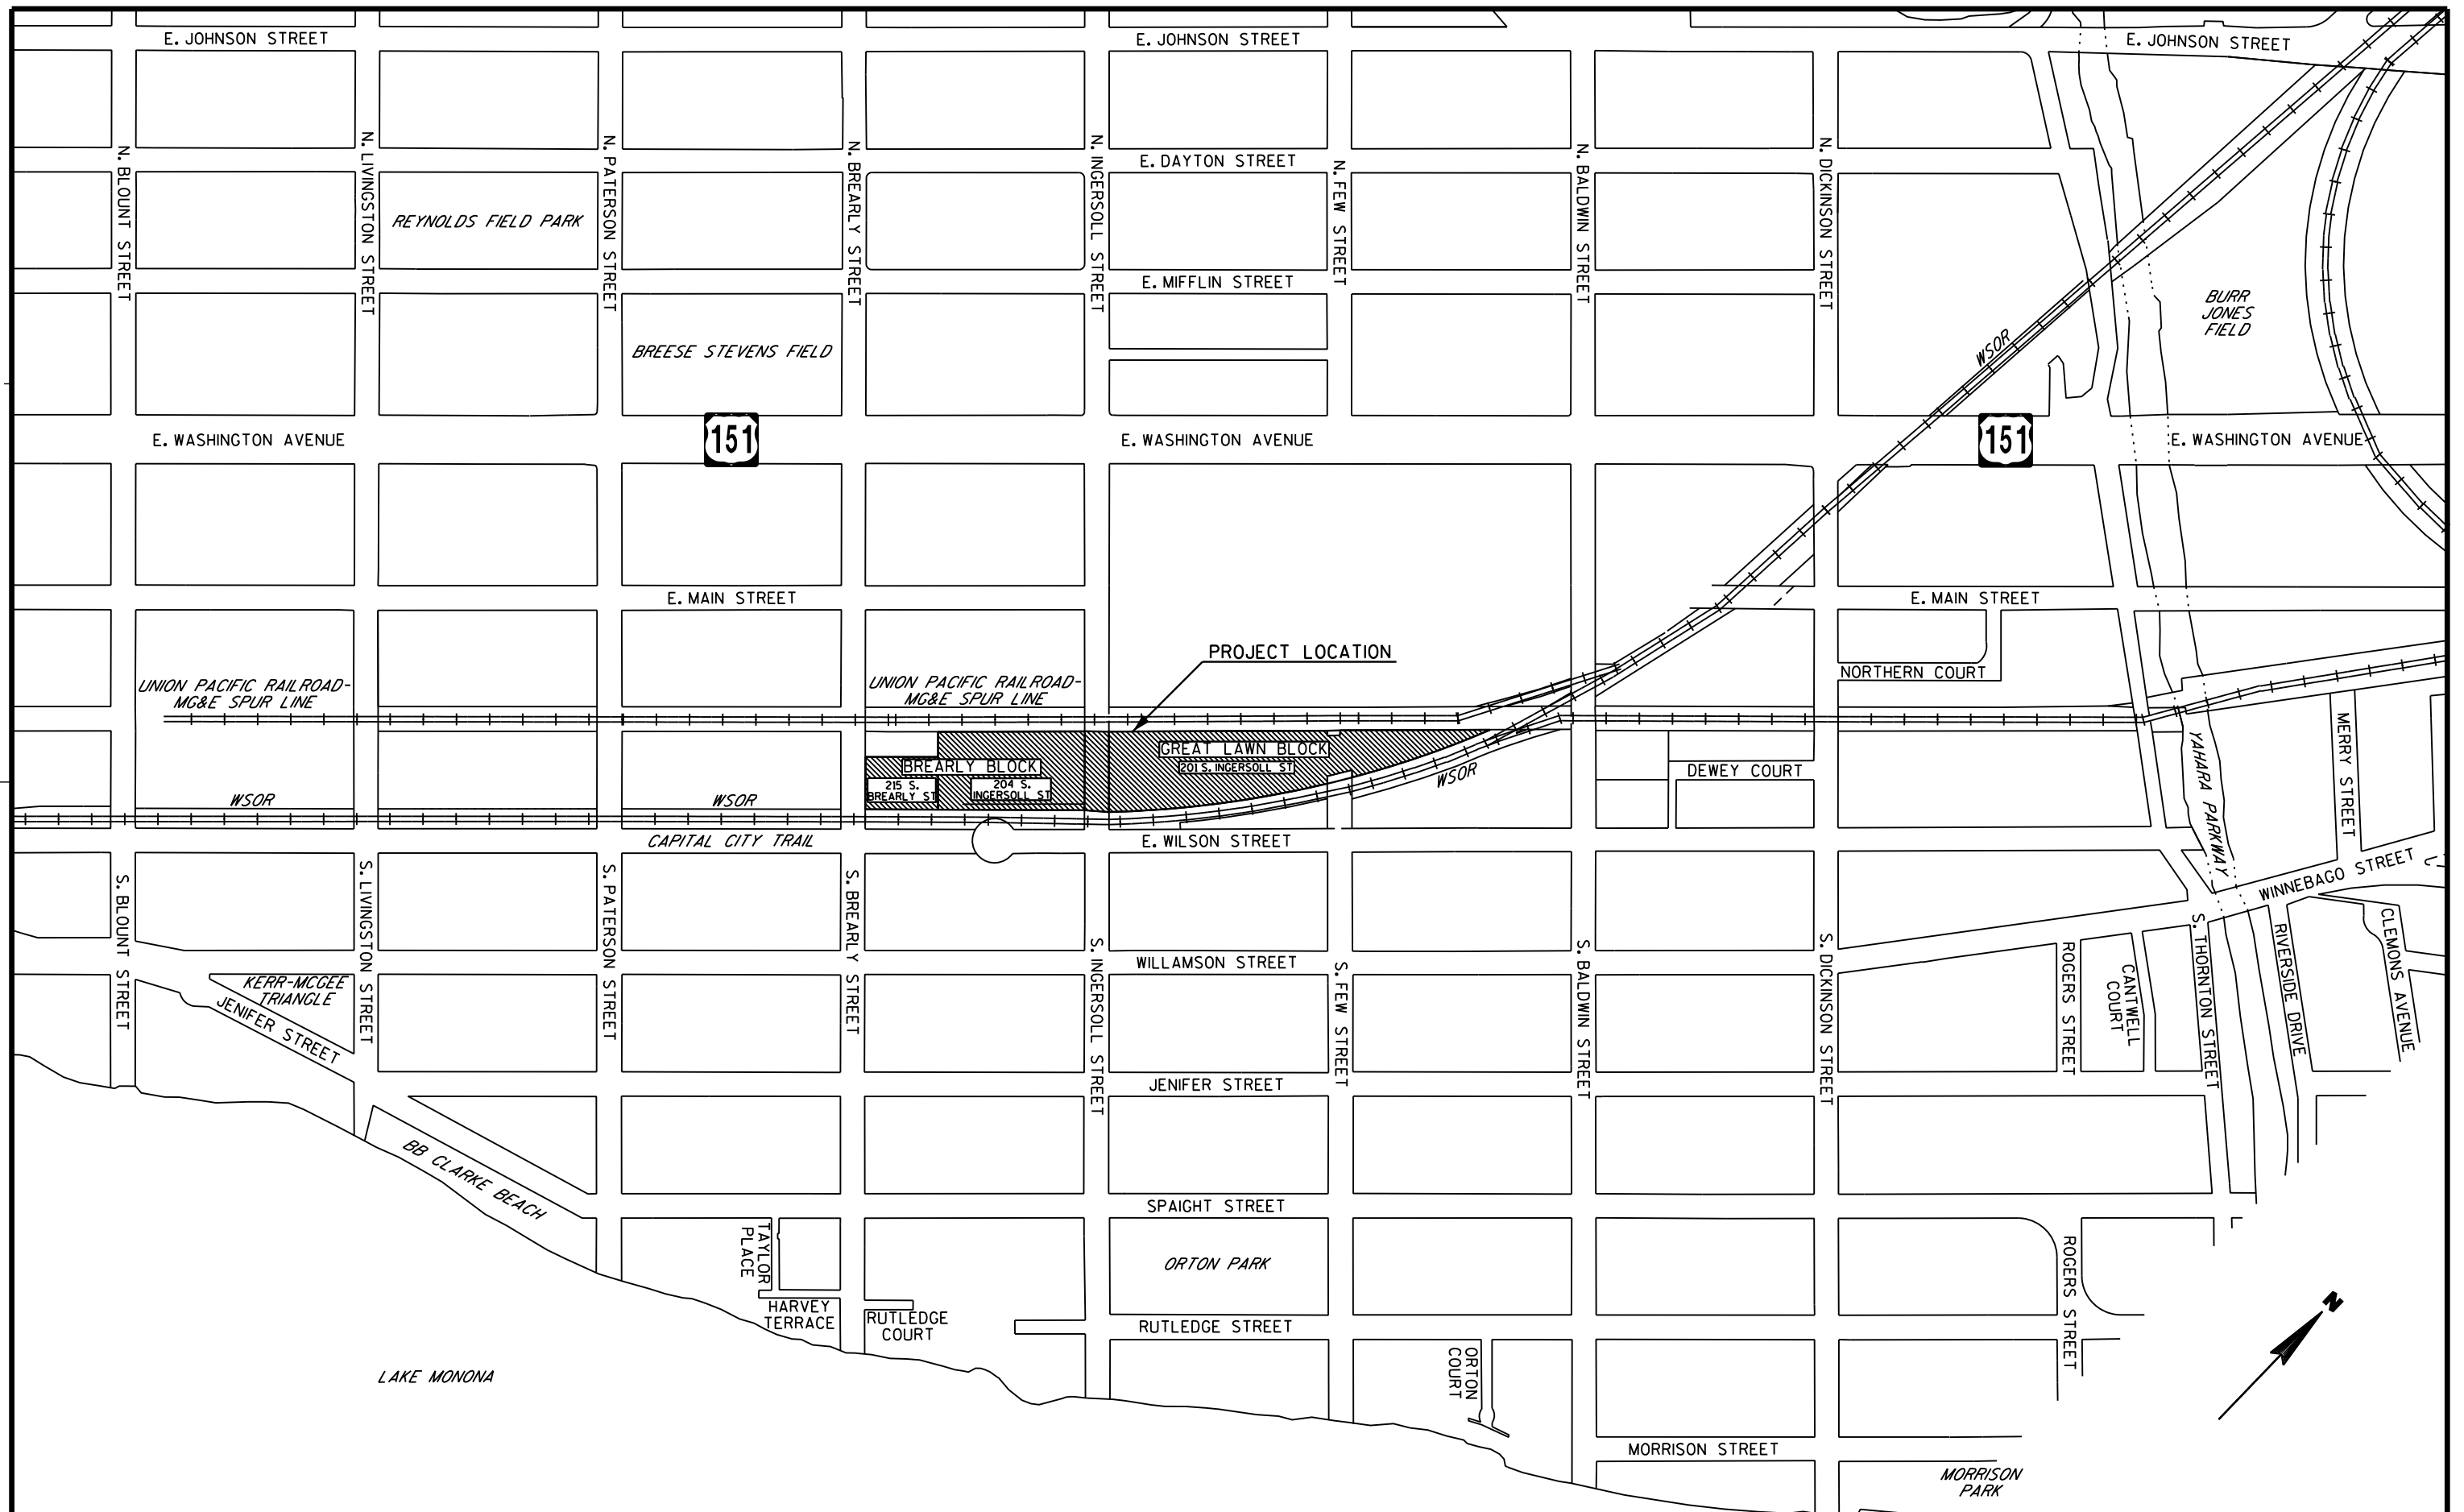 E. JOHNSON STREET
E. JOHNSON STREET
E. JOHNSON STREET
N. BLOUNT STREET
N. LIVINGSTON STREET
N. PATERSON STREET
N. BREARLY STREET
N. INGERSOLL STREET
E. DAYTON STREET
N. FEW STREET
N. BALDWIN STREET
N. DICKINSON STREET
REYNOLDS FIELD PARK
E. MIFFLIN STREET
BURR
JONES
FIELD
BREESE STEVENS FIELD
WSOR
E. WASHINGTON AVENUE
151
E. WASHINGTON AVENUE
151
E. WASHINGTON AVENUE
E. MAIN STREET
E. MAIN STREET
PROJECT LOCATION
NORTHERN COURT
UNION PACIFIC RAILROAD-
MG&E SPUR LINE
UNION PACIFIC RAILROAD-
MG&E SPUR LINE
GREAT LAWN BLOCK
201 S. INGERSOLL ST
BREARLY BLOCK
215 S.
BREARLY ST
204 S.
INGERSOLL ST
WSOR
DEWEY COURT
YAHARA PARKWAY
MERRY STREET
WSOR
WSOR
CAPITAL CITY TRAIL
E. WILSON STREET
WINNEBAGO STREET
S. BLOUNT STREET
S. LIVINGSTON STREET
S. PATERSON STREET
S. BREARLY STREET
S. INGERSOLL STREET
WILLAMSON STREET
S. FEW STREET
S. BALDWIN STREET
S. DICKINSON STREET
ROGERS STREET
CANTWELL
COURT
S. THORNTON STREET
RIVERSIDE DRIVE
CLEMONS AVENUE
KERR-MCGEE
TRIANGLE
JENIFER STREET
JENIFER STREET
BB CLARKE BEACH
SPAIGHT STREET
TAYLOR
PLACE
ORTON PARK
ROGERS STREET
HARVEY
TERRACE
RUTLEDGE
COURT
RUTLEDGE STREET
N
LAKE MONONA
ORTON
COURT
MORRISON STREET
MORRISON
PARK